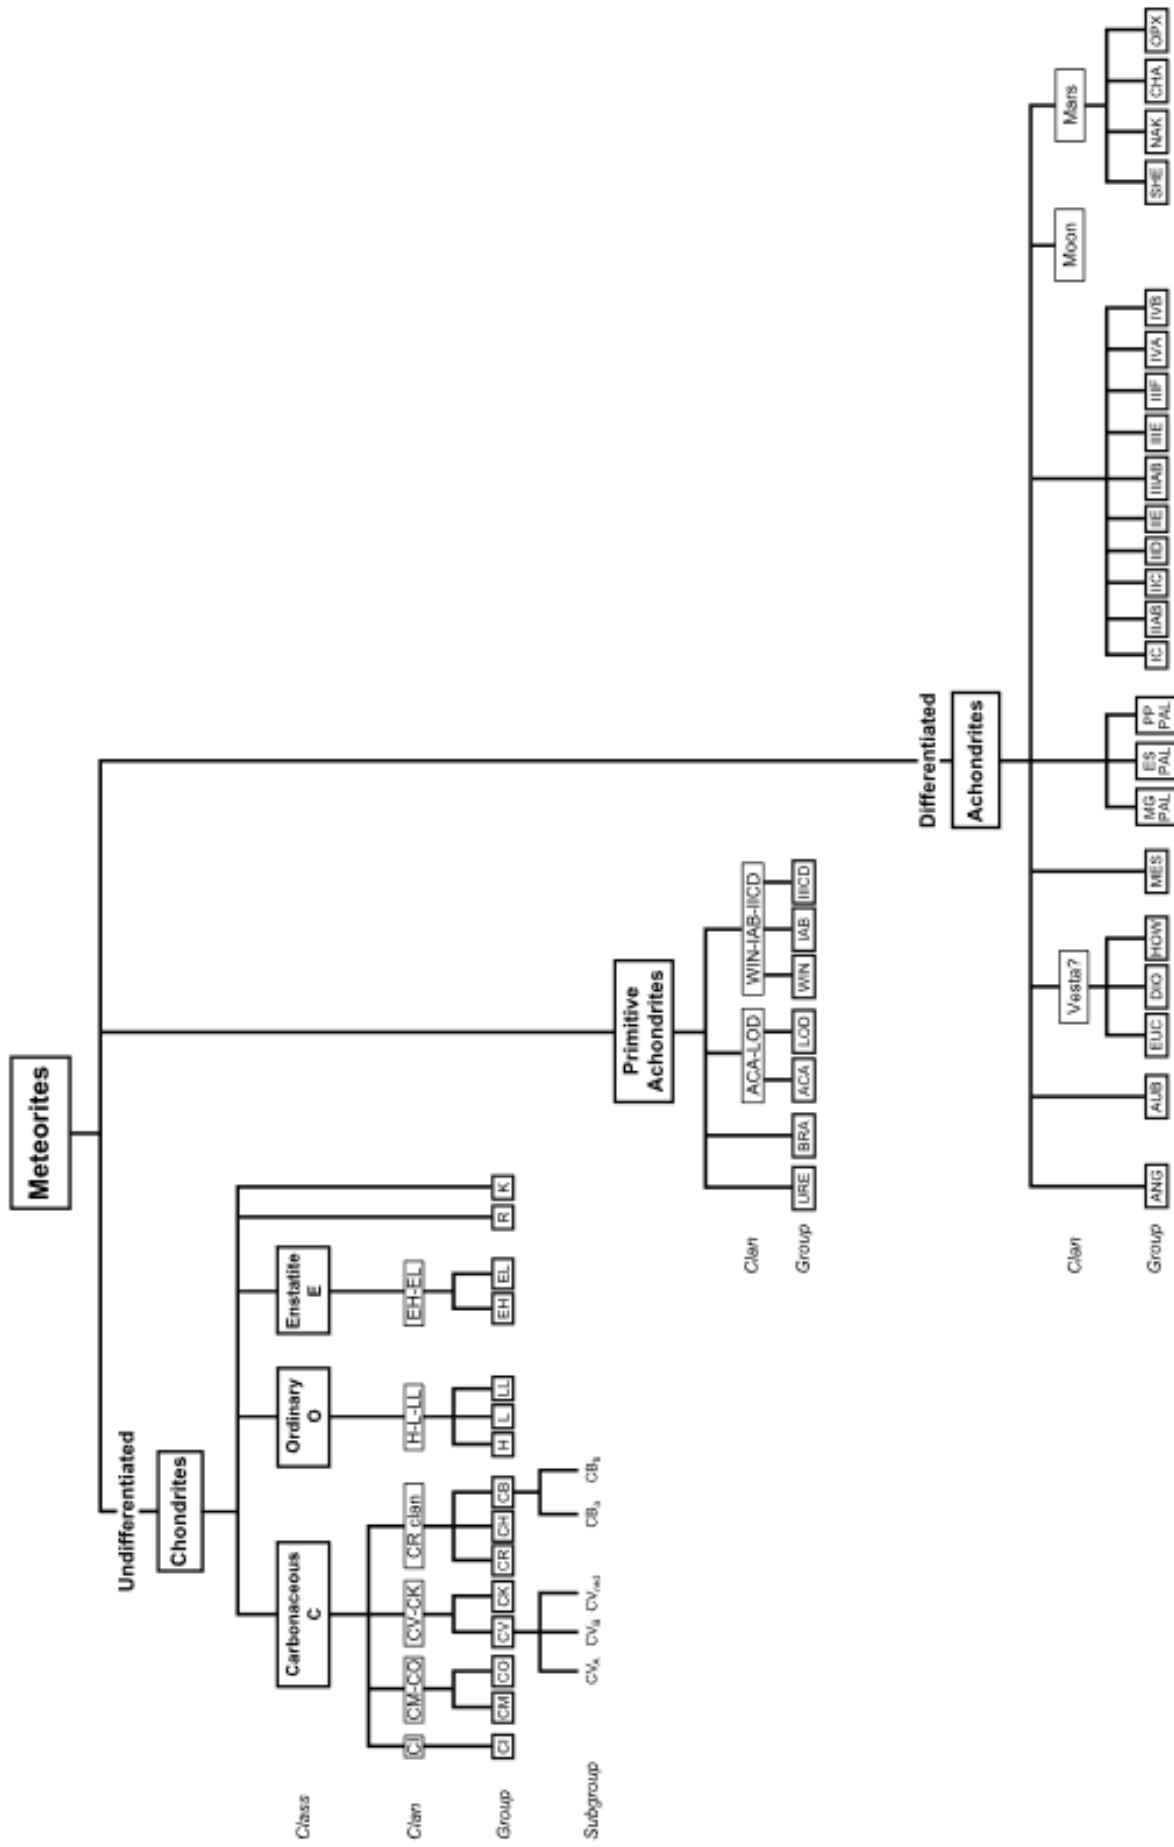 Meteorites
Undifferentiated
Chondrites
Class
Carbonaceous
C
Ordinary
O
Enstatite
E
Clan
CI
CM-CO
CV-CK
CR clan
H-L-LL
EH-EL
Group
CI
CM
CO
CV
CK
CR
CH
CB
H
L
LL
EH
EL
R
K
Subgroup
CVA
CVB
CVred
CBa
CBb
Primitive
Achondrites
Clan
ACA-LOD
WIN-IAB-IICD
Group
URE
BRA
ACA
LOD
WIN
IAB
IIICD
Differentiated
Achondrites
Clan
Vesta?
Moon
Mars
Group
ANG
AUB
EUC
DIO
HOW
MES
MG
PAL
ES
PAL
PP
PAL
IC
IIAB
IIC
IID
IIE
IIIAB
IIIE
IIIF
IVA
IVB
SHE
NAK
CHA
OPX